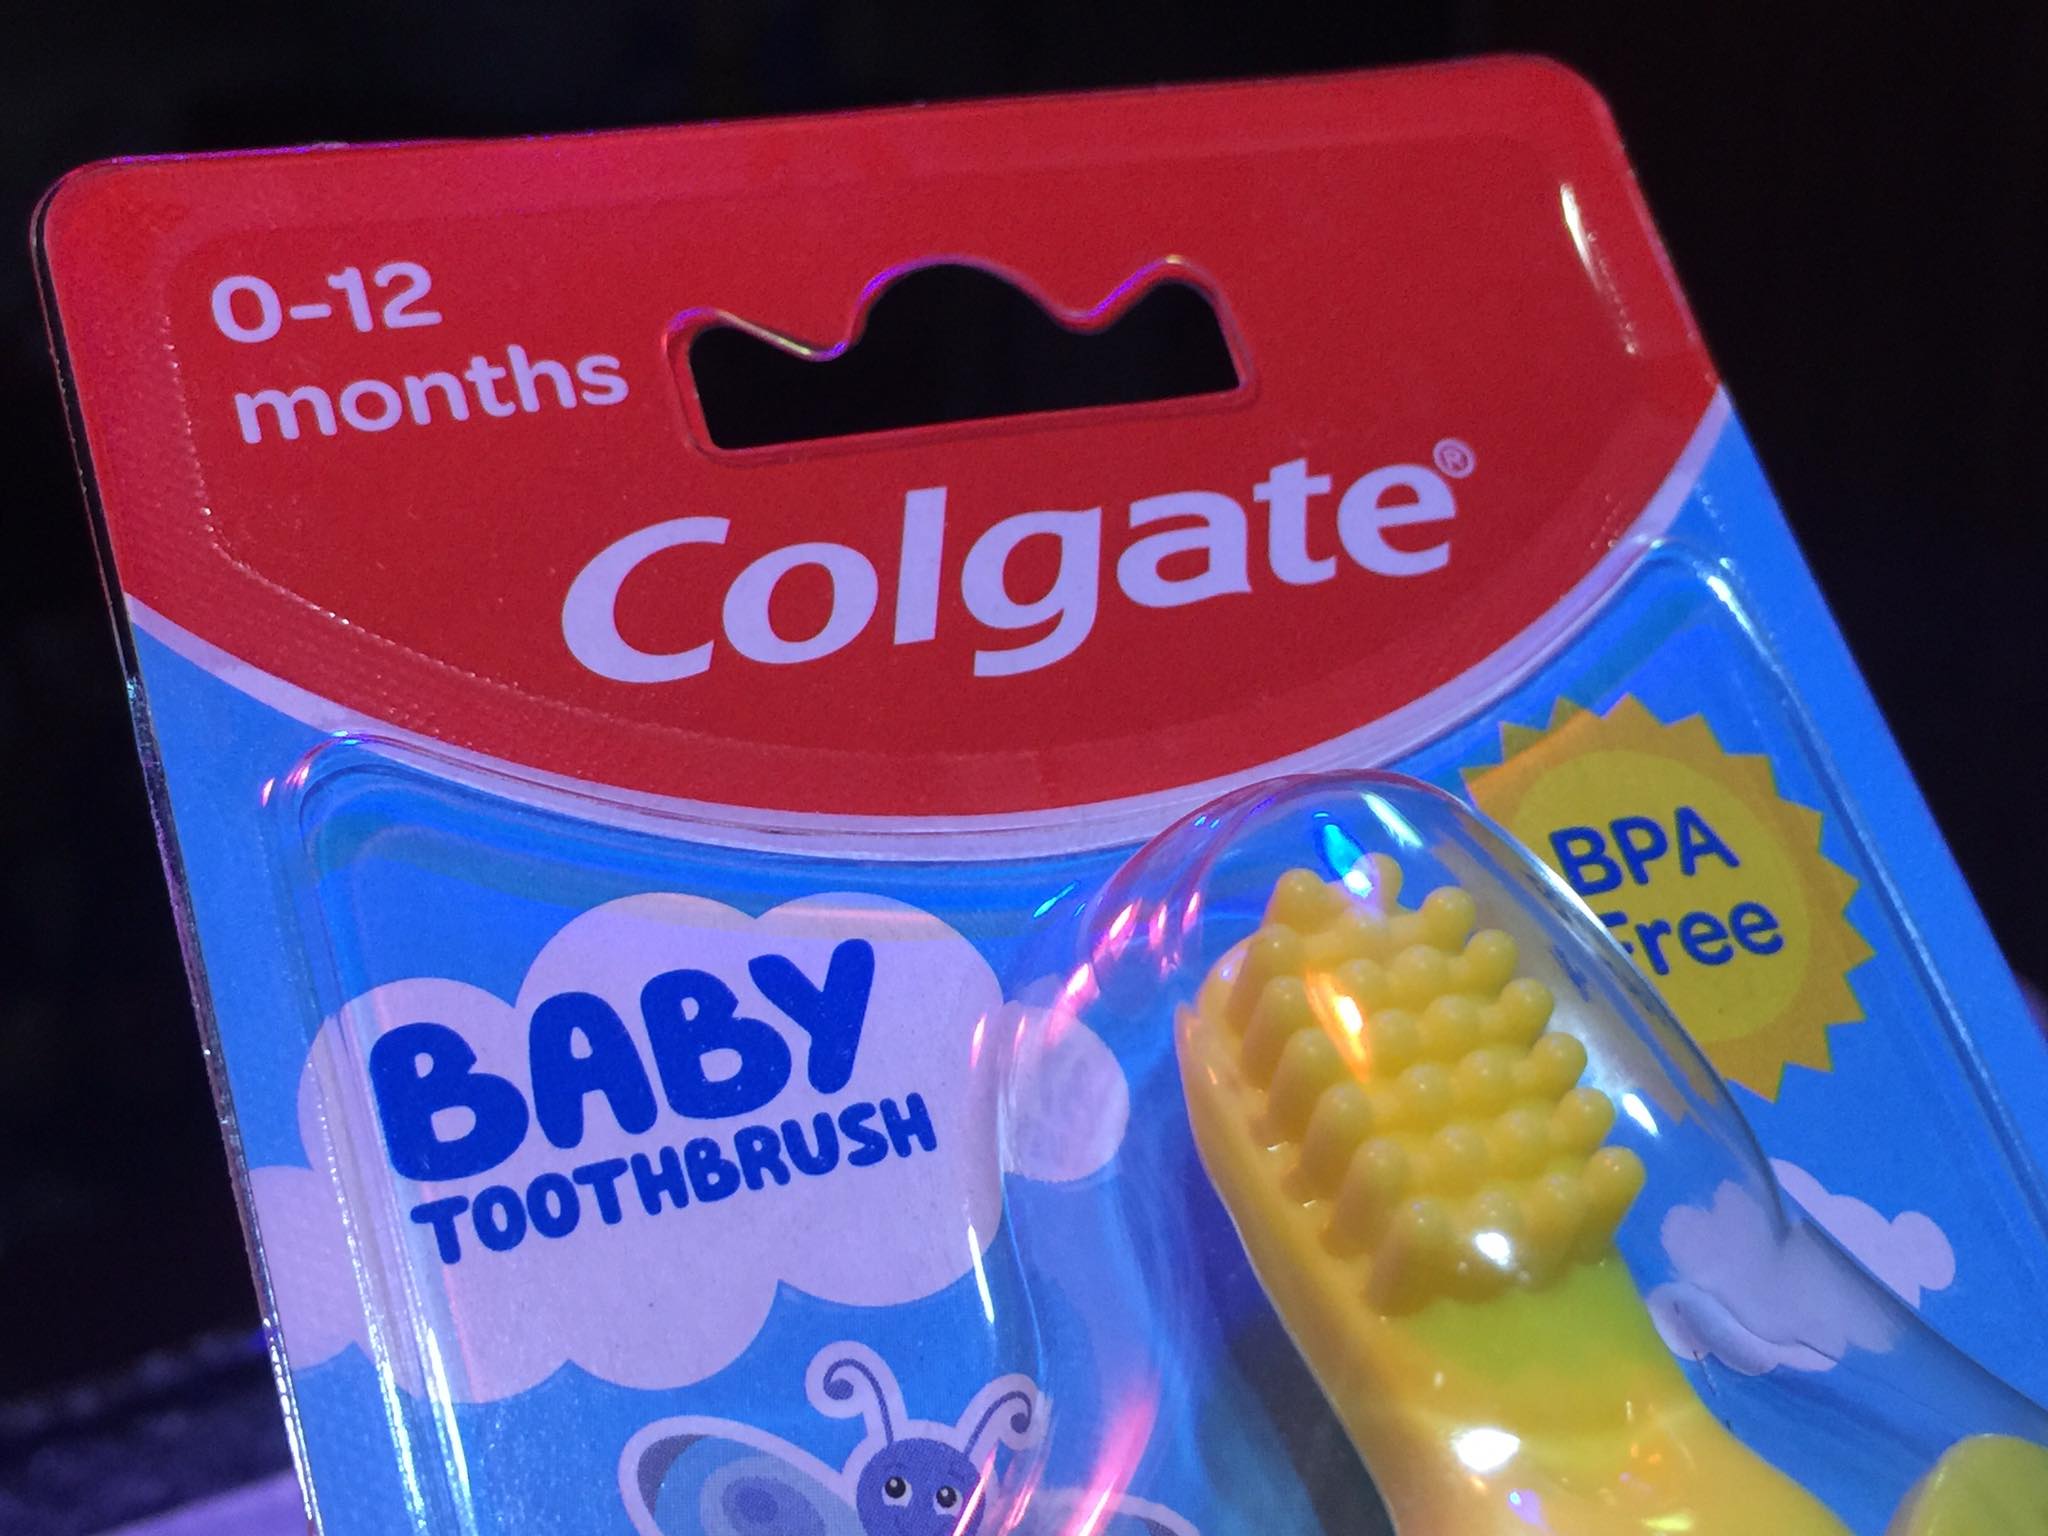 0-12
months
Colgate®
BPA
Free
BABY
TOOTHBRUSH